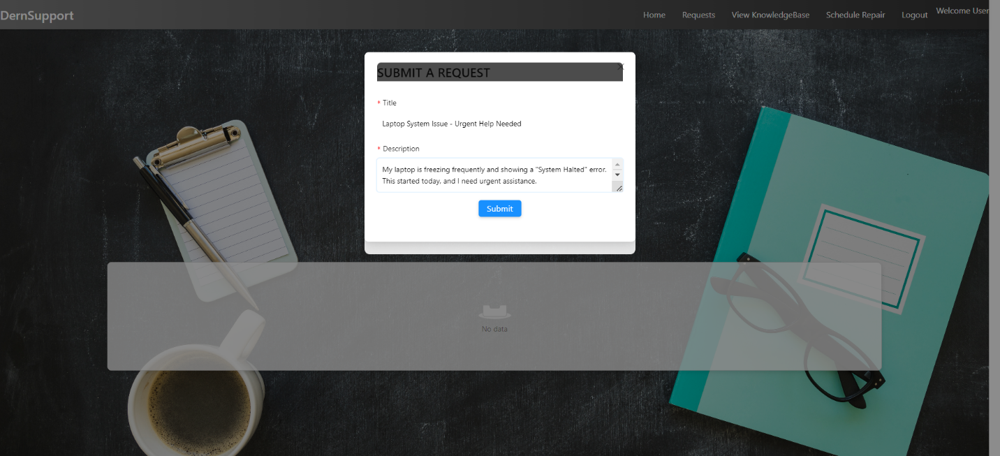 DernSupport
Home Requests View KnowledgeBase Schedule Repair Logout Welcome User
SUBMIT A REQUEST
* Title
Laptop System Issue - Urgent Help Needed
* Description
My laptop is freezing frequently and showing a "System Halted" error.
This started today, and I need urgent assistance.
Submit
No data